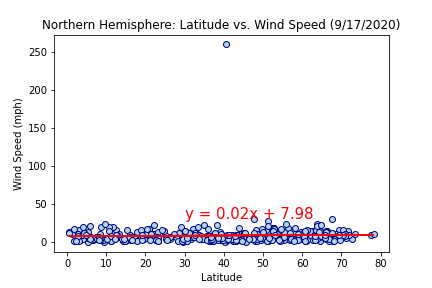 Northern Hemisphere: Latitude vs. Wind Speed (9/17/2020)
250
200
150
100
50
0
Wind Speed (mph)
y = 0.02x + 7.98
0 10 20 30 40 50 60 70 80
Latitude